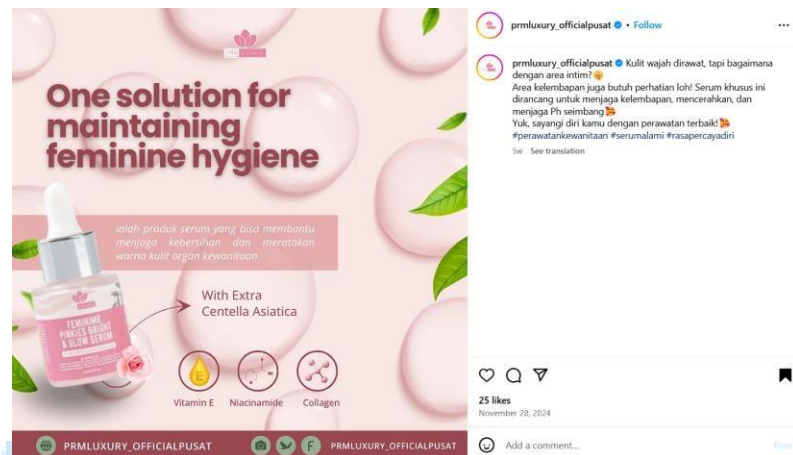 One solution for
maintaining
feminine hygiene
ialah produk serum yang bisa membantu
menjaga kebersihan dan meratakan
warna kulit organ kewanitaan
With Extra
Centella Asiatica
FEMINIME
PINKIES BRIGHT
& GLOW SERUM
E
Vitamin E Niacinamide Collagen
PRMLUXURY_OFFICIALPUSAT
F
PRMLUXURY_OFFICIALPUSAT
prmluxury_officialpusat • Follow
prmluxury_officialpusat Kulit wajah dirawat, tapi bagaimana
dengan area intim?
Area kelembapan juga butuh perhatian loh! Serum khusus ini
dirancang untuk menjaga kelembapan, mencerahkan, dan
menjaga Ph seimbang
Yuk, sayangi diri kamu dengan perawatan terbaik!
#perawatankewanitaan #serumalami #rasapercayadiri
5w See translation
25 likes
November 28, 2024
Add a comment...
Post